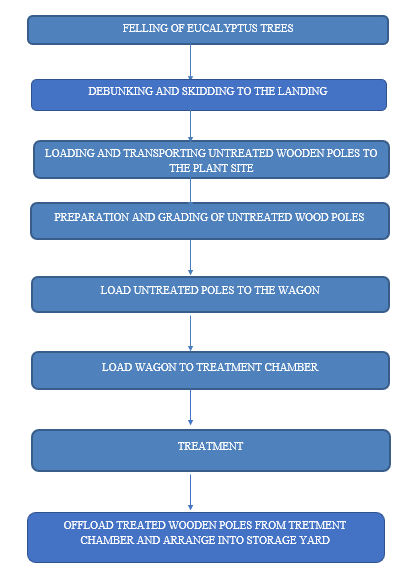 FELLING OF EUCALYPTUS TREES
DEBUNKING AND SKIDDING TO THE LANDING
LOADING AND TRANSPORTING UNTREATED WOODEN POLES TO
THE PLANT SITE
PREPARATION AND GRADING OF UNTREATED WOOD POLES
LOAD UNTREATED POLES TO THE WAGON
LOAD WAGON TO TREATMENT CHAMBER
TREATMENT
OFFLOAD TREATED WOODEN POLES FROM TRETMENT
CHAMBER AND ARRANGE INTO STORAGE YARD